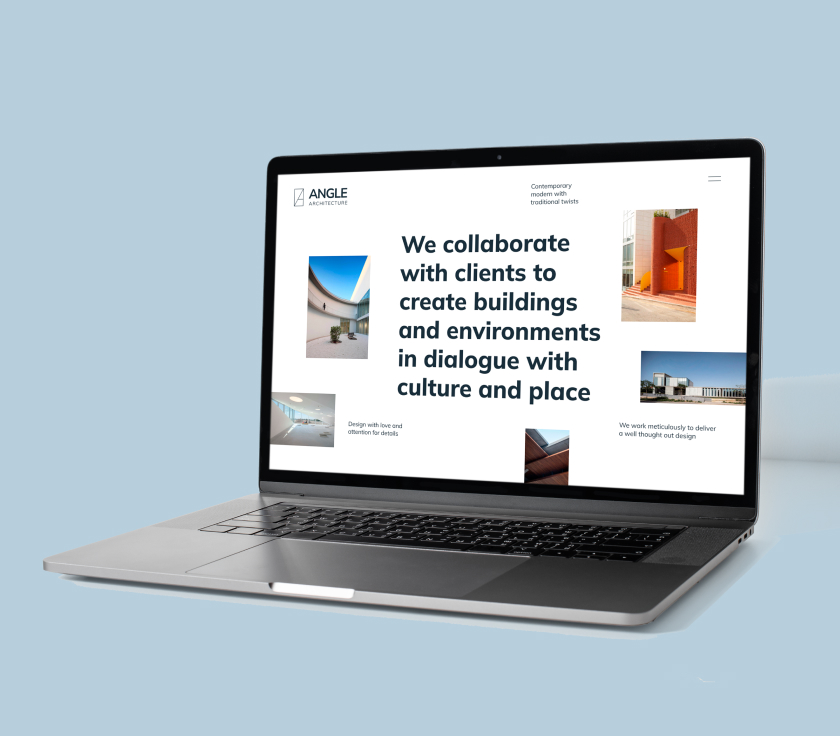 ANGLE
ARCHITECTURE
Contemporary
modern with
traditional twists
We collaborate
with clients to
create buildings
and environments
in dialogue with
culture and place
Design with love and
attention for details
We work meticulously to deliver
a well thought out design